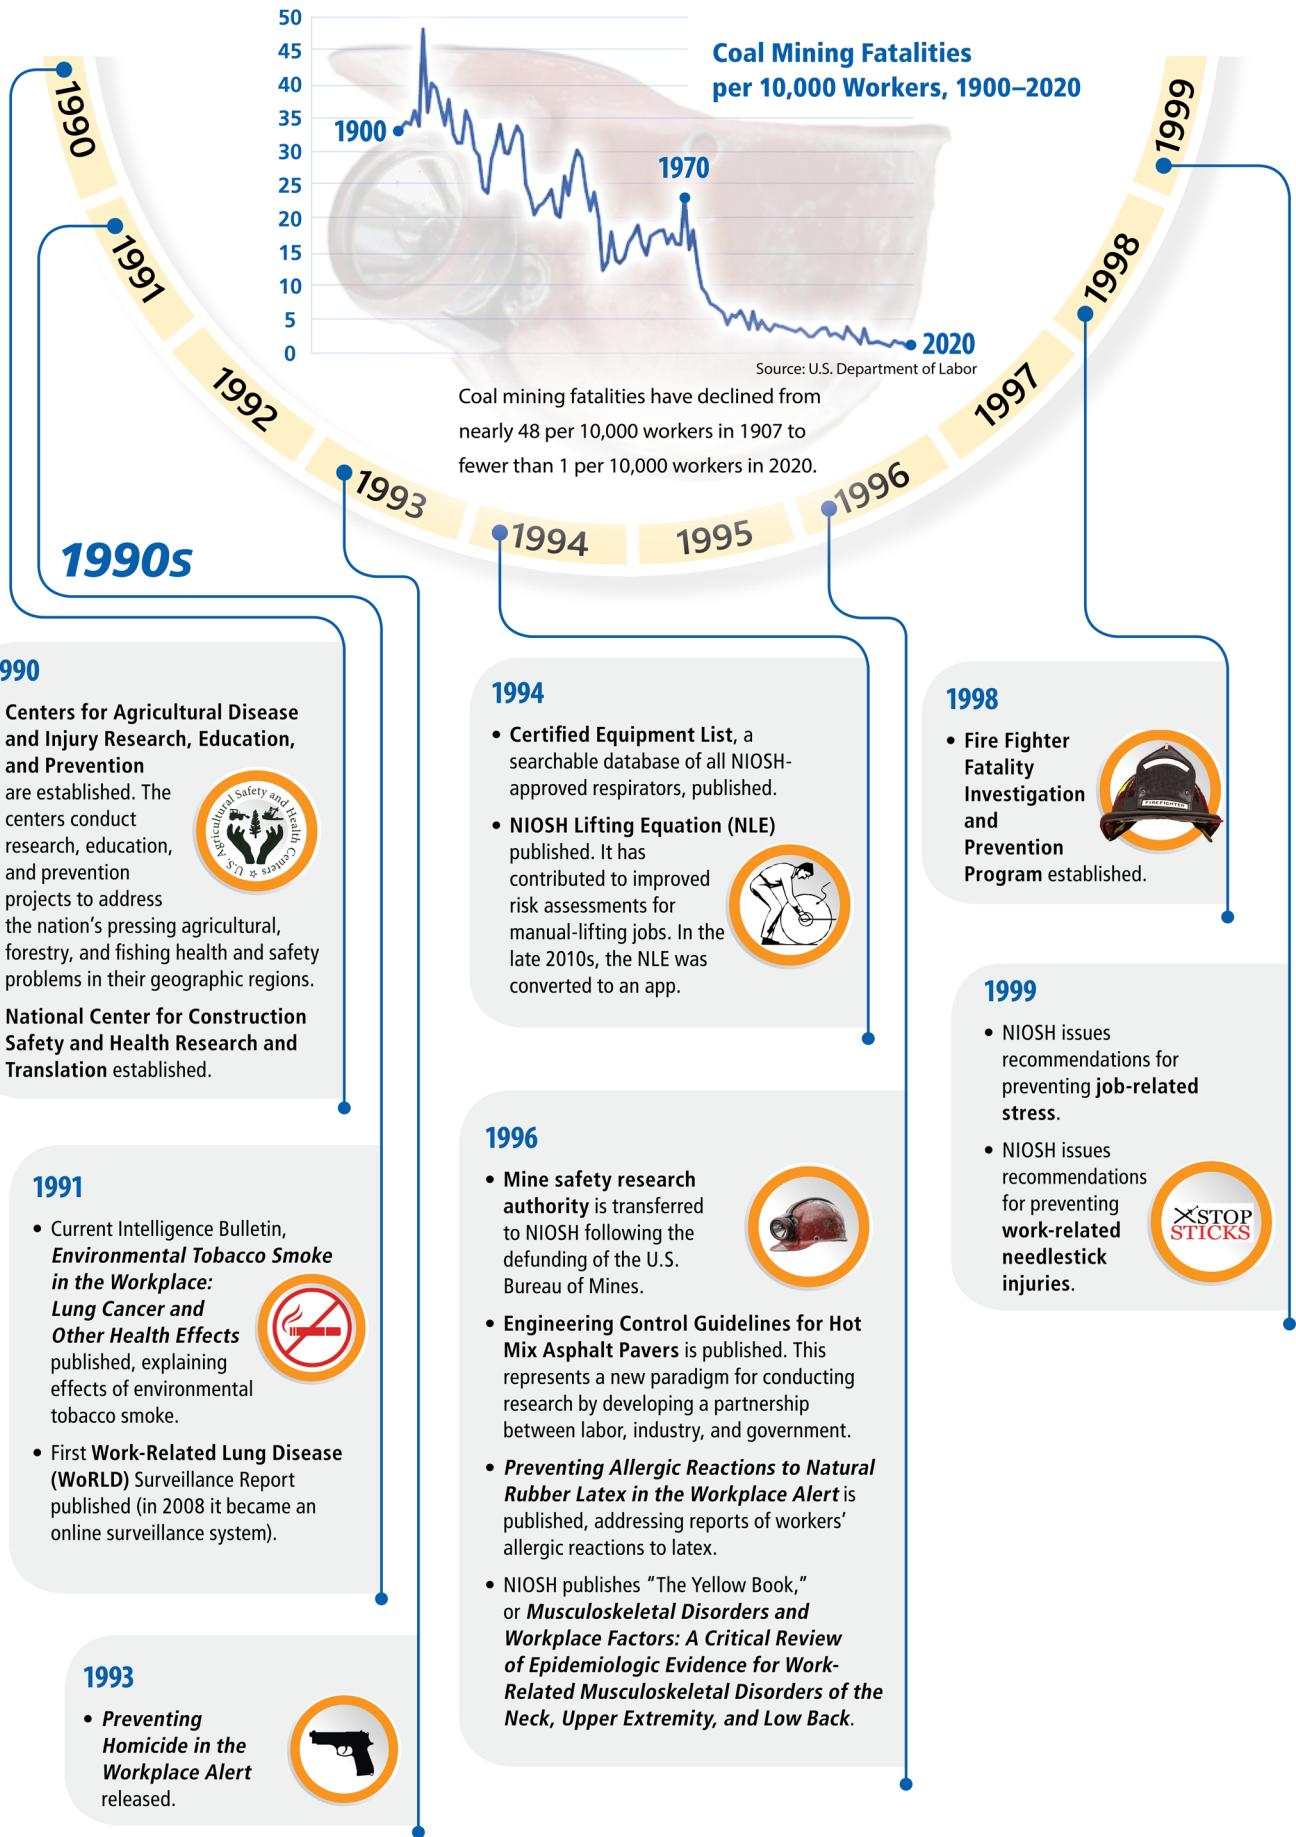 50
45
40
35
30
25
20
15
10
5
0
Coal Mining Fatalities
per 10,000 Workers, 1900–2020
1900
1970
2020
Source: U.S. Department of Labor
Coal mining fatalities have declined from
nearly 48 per 10,000 workers in 1907 to
fewer than 1 per 10,000 workers in 2020.
1990
1991
1992
1993
1994
1995
1996
1997
1998
1999
1990s
990
Centers for Agricultural Disease
and Injury Research, Education,
and Prevention
are established. The
centers conduct
research, education,
and prevention
projects to address
the nation's pressing agricultural,
forestry, and fishing health and safety
problems in their geographic regions.
U.S. Agricultural Safety and Health Centers
National Center for Construction
Safety and Health Research and
Translation established.
1991
• Current Intelligence Bulletin,
Environmental Tobacco Smoke
in the Workplace:
Lung Cancer and
Other Health Effects
published, explaining
effects of environmental
tobacco smoke.
• First Work-Related Lung Disease
(WoRLD) Surveillance Report
published (in 2008 it became an
online surveillance system).
1993
• Preventing
Homicide in the
Workplace Alert
released.
1994
• Certified Equipment List, a
searchable database of all NIOSH-
approved respirators, published.
• NIOSH Lifting Equation (NLE)
published. It has
contributed to improved
risk assessments for
manual-lifting jobs. In the
late 2010s, the NLE was
converted to an app.
1996
• Mine safety research
authority is transferred
to NIOSH following the
defunding of the U.S.
Bureau of Mines.
• Engineering Control Guidelines for Hot
Mix Asphalt Pavers is published. This
represents a new paradigm for conducting
research by developing a partnership
between labor, industry, and government.
• Preventing Allergic Reactions to Natural
Rubber Latex in the Workplace Alert is
published, addressing reports of workers'
allergic reactions to latex.
• NIOSH publishes "The Yellow Book,"
or Musculoskeletal Disorders and
Workplace Factors: A Critical Review
of Epidemiologic Evidence for Work-
Related Musculoskeletal Disorders of the
Neck, Upper Extremity, and Low Back.
1998
• Fire Fighter
Fatality
Investigation
and
Prevention
Program established.
FIREFIGHTER
1999
• NIOSH issues
recommendations for
preventing job-related
stress.
• NIOSH issues
recommendations
for preventing
work-related
needlestick
injuries.
STOP
STICKS